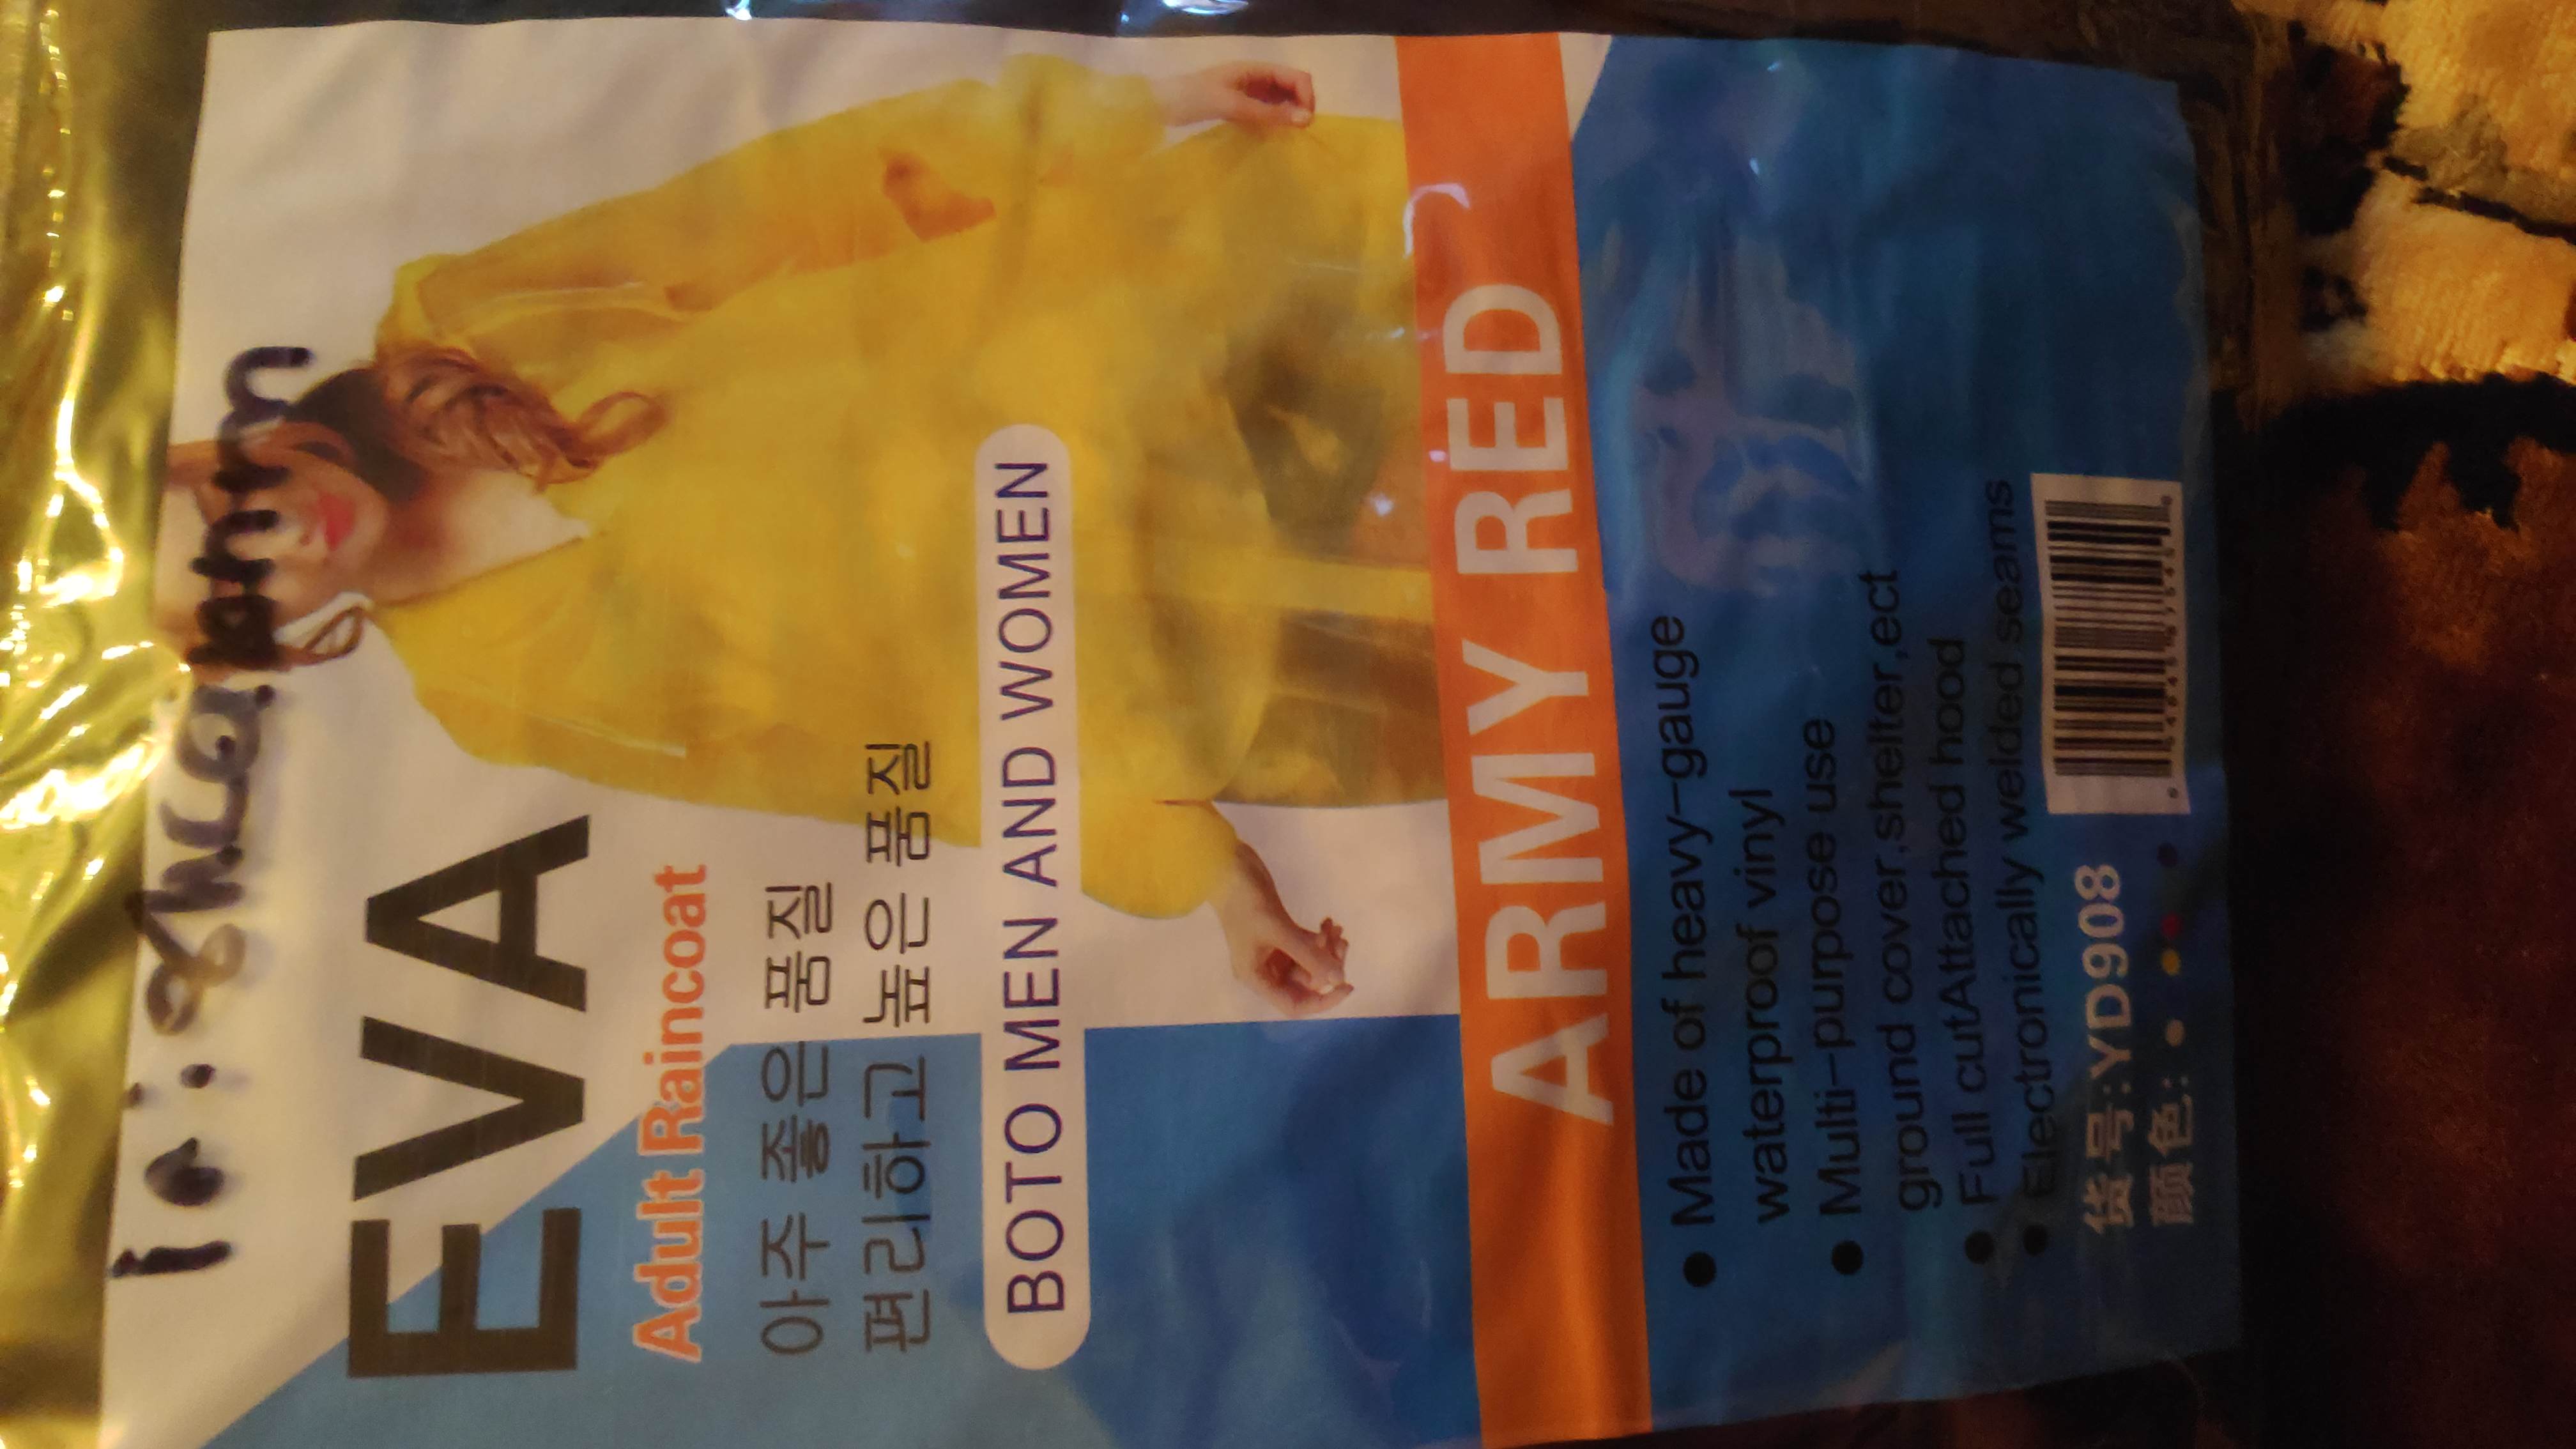 EVA
Adult Raincoat
아주 좋은 품질
편리하고 높은 품질
BOTO MEN AND WOMEN
ARMY RED
● Made of heavy-gauge
waterproof vinyl
● Multi-purpose use
ground cover,shelter,ect
● Full cutAttached hood
● Electronically welded seams
货号:YD908
颜色: